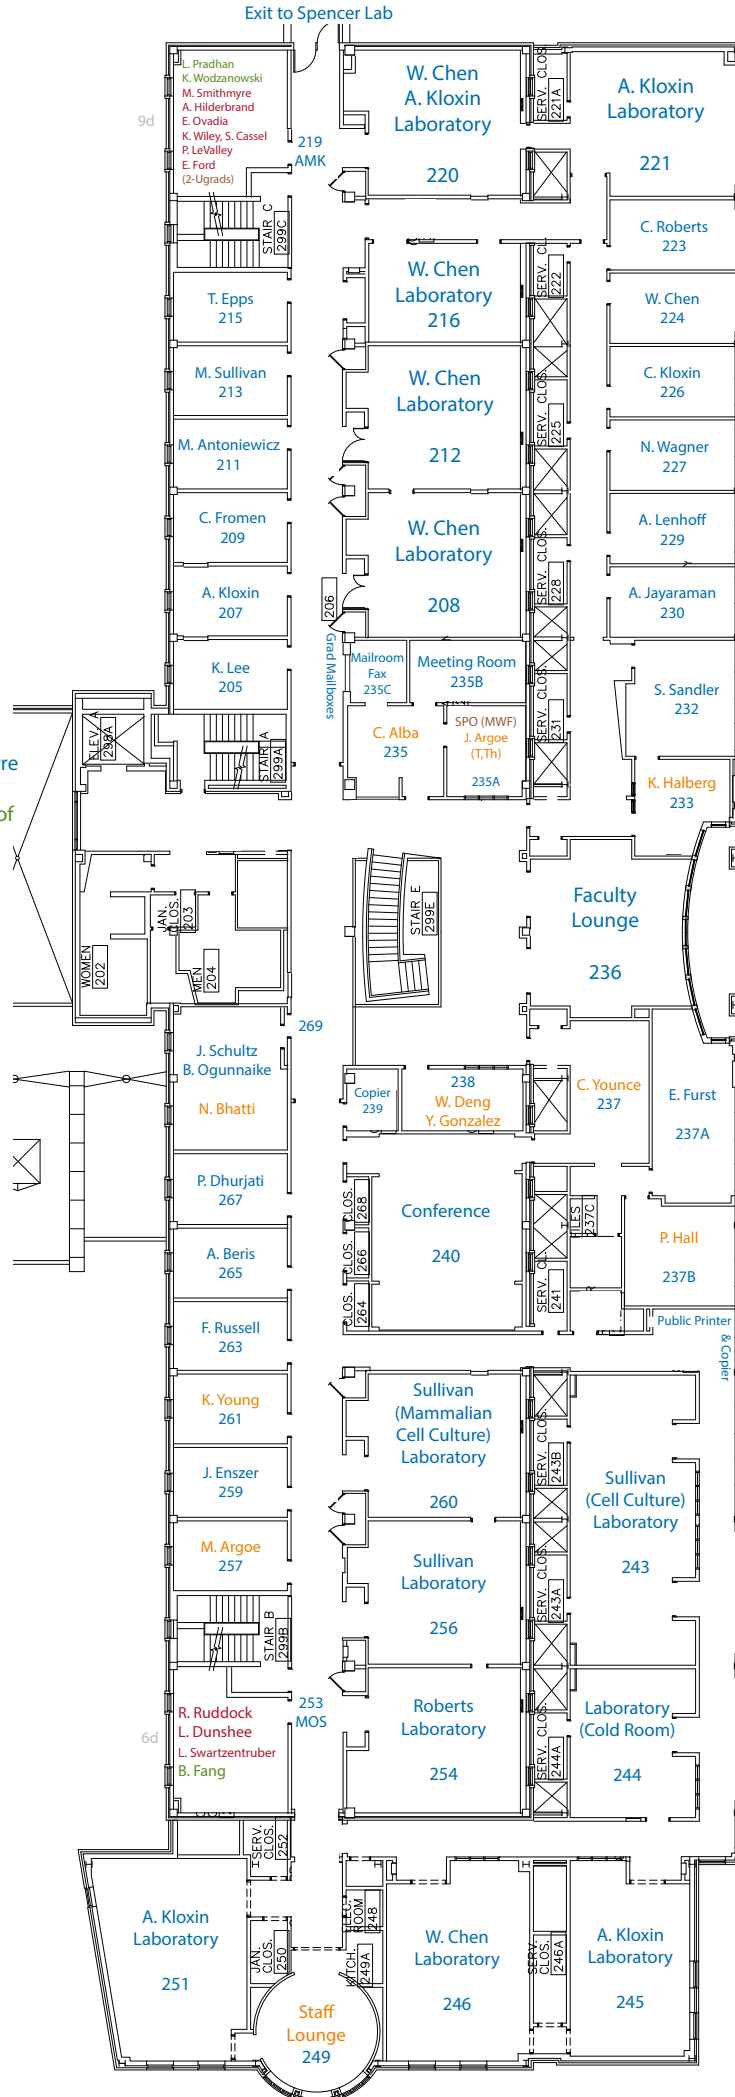 Exit to Spencer Lab
L. Pradhan
K. Wodzanowski
M. Smithmyre
A. Hilderbrand
E. Ovadia
K. Wiley, S. Cassel
P. LeValley
E. Ford
(2-Ugrads)
9d
219
AMK
W. Chen
A. Kloxin
Laboratory
220
SERV. CLOS.
221A
A. Kloxin
Laboratory
221
STAIR C
299C
C. Roberts
223
W. Chen
Laboratory
216
SERV. CL.
222
T. Epps
215
W. Chen
224
M. Sullivan
213
W. Chen
Laboratory
212
C. Kloxin
226
SERV. CLOS.
225
M. Antoniewicz
211
N. Wagner
227
C. Fromen
209
W. Chen
Laboratory
208
A. Lenhoff
229
SERV. CLOS.
228
A. Kloxin
207
206
Grad Mailboxes
A. Jayaraman
230
K. Lee
205
Mailroom
Fax
235C
Meeting Room
235B
SERV. CLOS.
231
S. Sandler
232
ELEV. A
298A
STAIR A
299A
C. Alba
235
SPO (MWF)
J. Argoe
(T,Th)
235A
K. Halberg
233
re
of
JAN.
CLOS.
203
WOMEN
202
MEN
204
STAIR E
299E
Faculty
Lounge
236
269
J. Schultz
B. Ogunnaike
N. Bhatti
Copier
239
238
W. Deng
Y. Gonzalez
C. Younce
237
E. Furst
237A
P. Dhurjati
267
CLOS.
268
Conference
240
FILES
237C
A. Beris
265
CLOS.
266
P. Hall
237B
SERV. CL.
241
F. Russell
263
CLOS.
264
Public Printer
& Copier
K. Young
261
Sullivan
(Mammalian
Cell Culture)
Laboratory
260
SERV. CLOS.
243B
Sullivan
(Cell Culture)
Laboratory
243
J. Enszer
259
M. Argoe
257
Sullivan
Laboratory
256
SERV. CLOS.
243A
STAIR B
299B
R. Ruddock
L. Dunshee
L. Swartzentruber
B. Fang
6d
253
MOS
Roberts
Laboratory
254
SERV. CLOS.
244A
Laboratory
(Cold Room)
244
SERV.
CLOS.
252
A. Kloxin
Laboratory
251
JAN.
CLOS.
250
ELEC.
ROOM
248
KITCH.
249A
W. Chen
Laboratory
246
SERV.
CLOS.
246A
A. Kloxin
Laboratory
245
Staff
Lounge
249